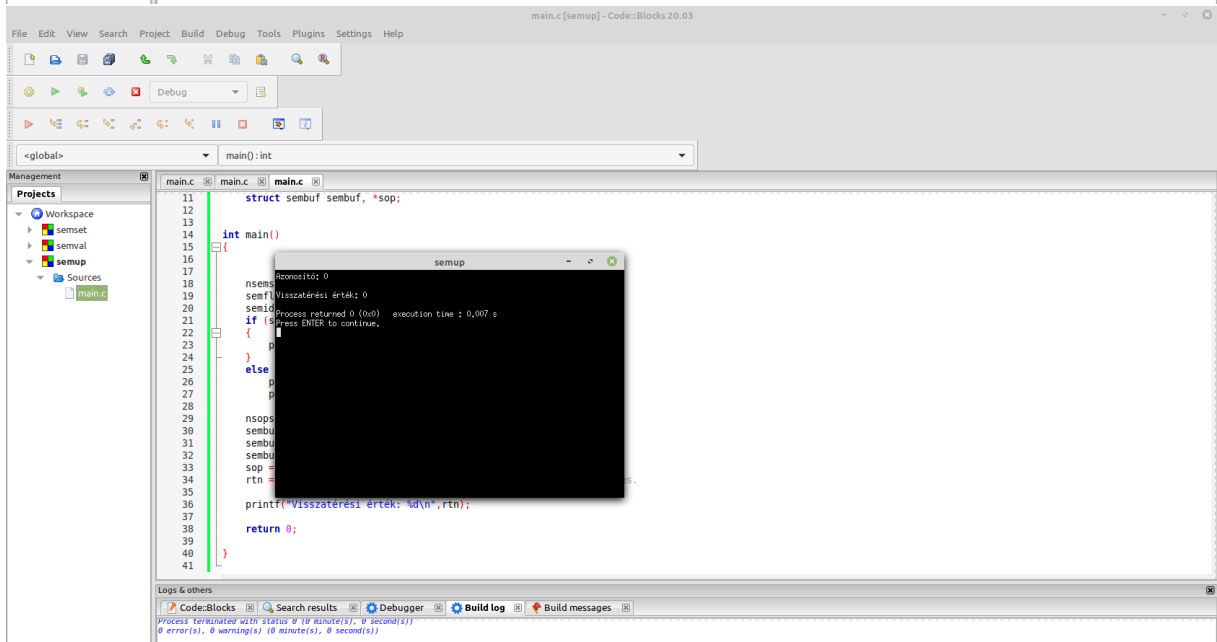 main.c [semup] - Code::Blocks 20.03
File Edit View Search Project Build Debug Tools Plugins Settings Help
Debug
<global> main() : int
Management
Projects
Workspace
semset
semval
semup
Sources
main.c
main.c main.c main.c
11 struct sembuf sembuf, *sop;
12
13
14 int main()
15 {
16
17
18 nsems
19 semfl
20 semid
21 if (s
22 {
23 p
24 }
25 else
26 p
27 p
28
29 nsops
30 sembu
31 sembu
32 sembu
33 sop =
34 rtn = s.
35
36 printf("Visszatérési érték: %d\n",rtn);
37
38 return 0;
39
40 }
41
semup
Azonosító: 0
Visszatérési érték: 0
Process returned 0 (0x0) execution time : 0.007 s
Press ENTER to continue.
Logs & others
Code::Blocks Search results Debugger Build log Build messages
Process terminated with status 0 (0 minute(s), 0 second(s))
0 error(s), 0 warning(s) (0 minute(s), 0 second(s))